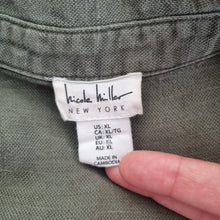 nicole miller
NEW YORK
US: XL
CA: XL/TG
UK: XL
EU: XL
AU: XL
MADE IN
CAMBODIA